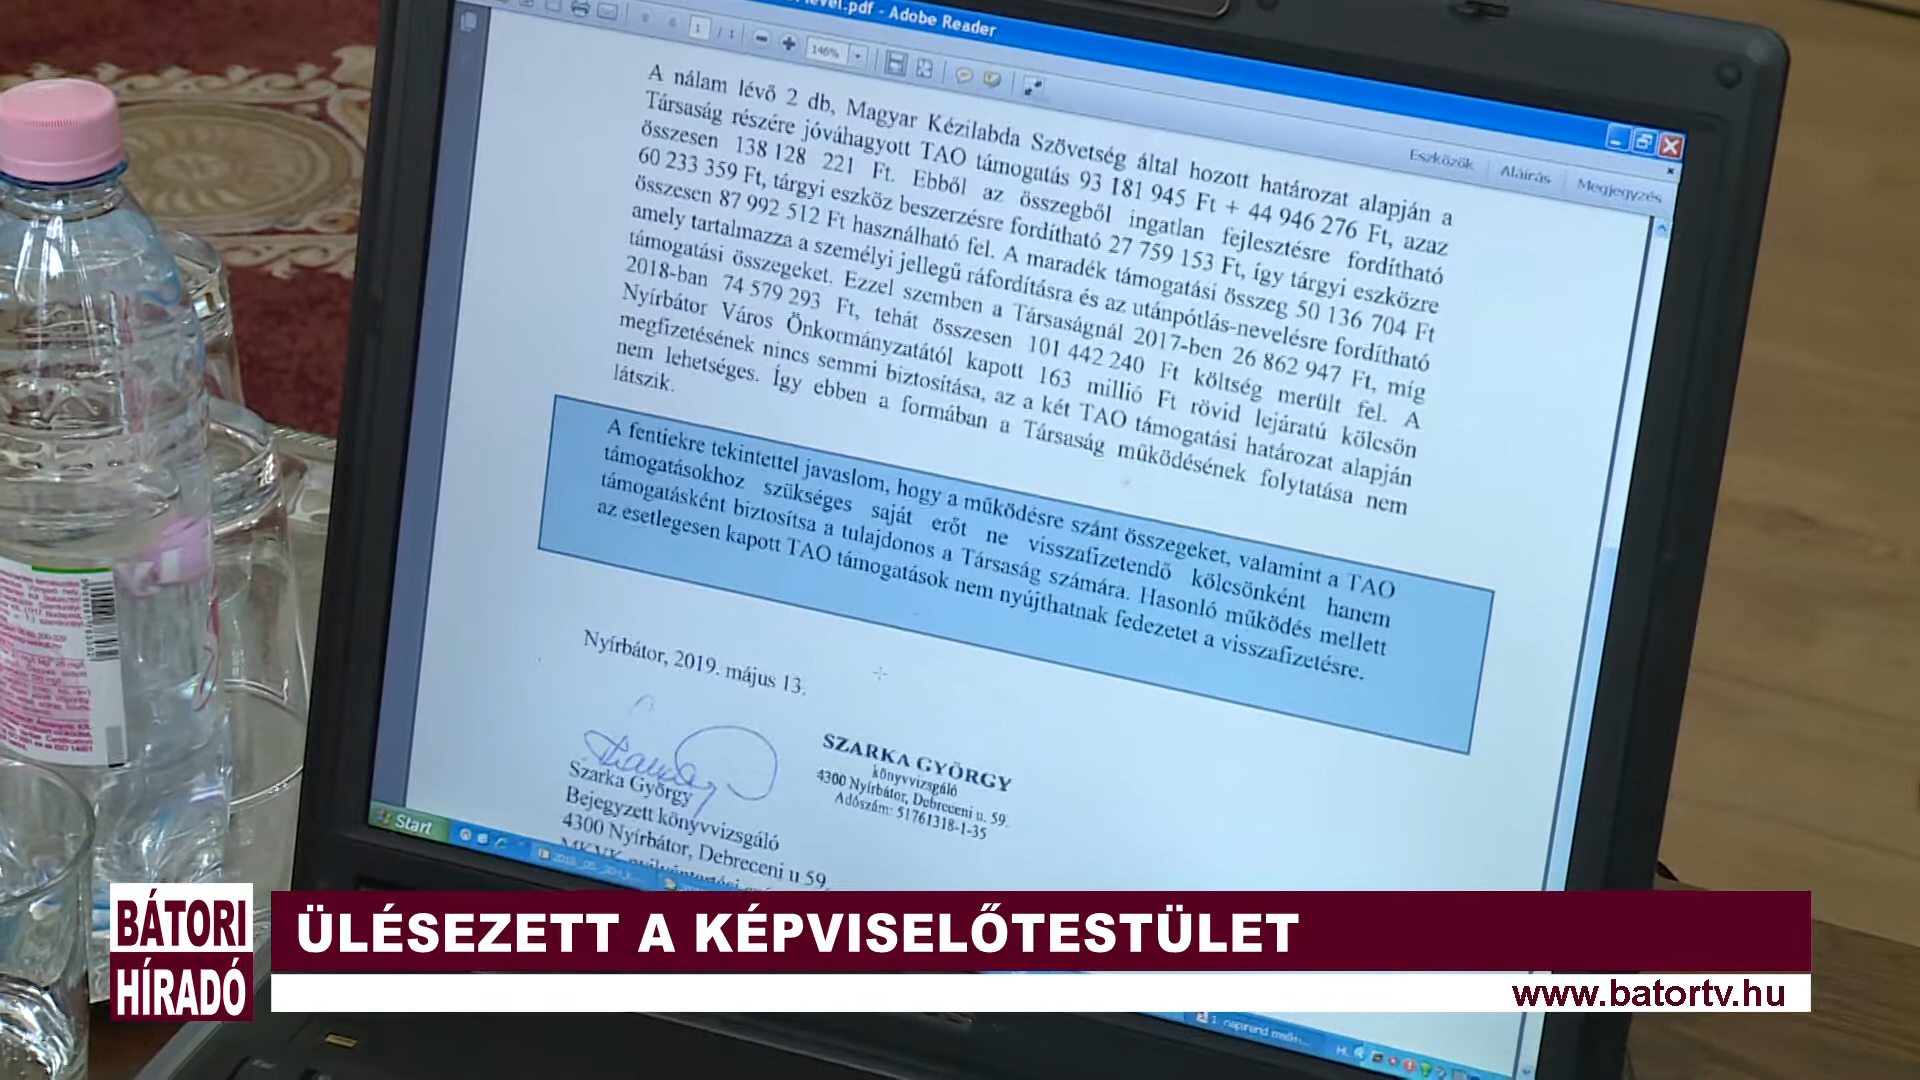 level.pdf - Adobe Reader
1 / 1
146%
Eszközök
Aláírás
Megjegyzés
A nálam lévő 2 db, Magyar Kézilabda Szövetség által hozott határozat alapján a
Társaság részére jóváhagyott TAO támogatás 93 181 945 Ft + 44 946 276 Ft, azaz
összesen 138 128 221 Ft. Ebből az összegből ingatlan fejlesztésre fordítható
60 233 359 Ft, tárgyi eszköz beszerzésre fordítható 27 759 153 Ft, így tárgyi eszközre
összesen 87 992 512 Ft használható fel. A maradék támogatási összeg 50 136 704 Ft
amely tartalmazza a személyi jellegű ráfordításra és az utánpótlás-nevelésre fordítható
támogatási összegeket. Ezzel szemben a Társaságnál 2017-ben 26 862 947 Ft, míg
2018-ban 74 579 293 Ft, tehát összesen 101 442 240 Ft költség merült fel. A
Nyírbátor Város Önkormányzatától kapott 163 millió Ft rövid lejáratú kölcsön
megfizetésének nincs semmi biztosítása, az a két TAO támogatási határozat alapján
nem lehetséges. Így ebben a formában a Társaság működésének folytatása nem
látszik.
A fentiekre tekintettel javaslom, hogy a működésre szánt összegeket, valamint a TAO
támogatásokhoz szükséges saját erőt ne visszafizetendő kölcsönként hanem
támogatásként biztosítsa a tulajdonos a Társaság számára. Hasonló működés mellett
az esetlegesen kapott TAO támogatások nem nyújthatnak fedezetet a visszafizetésre.
Nyírbátor, 2019. május 13.
Szarka György
Bejegyzett könyvvizsgáló
4300 Nyírbátor, Debreceni u 59
SZARKA GYÖRGY
könyvvizsgáló
4300 Nyírbátor, Debreceni u. 59.
Adószám: 51761318-1-35
Start
BÁTORI
HÍRADÓ
ÜLÉSEZETT A KÉPVISELŐTESTÜLET
www.batortv.hu